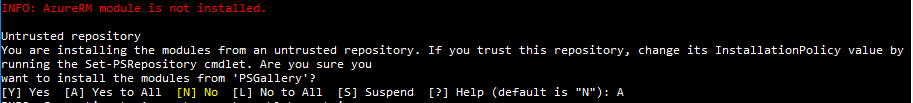 INFO: AzureRM module is not installed.
Untrusted repository
You are installing the modules from an untrusted repository. If you trust this repository, change its InstallationPolicy value by
running the Set-PSRepository cmdlet. Are you sure you
want to install the modules from 'PSGallery'?
[Y] Yes  [A] Yes to All  [N] No  [L] No to All  [S] Suspend  [?] Help (default is "N"): A